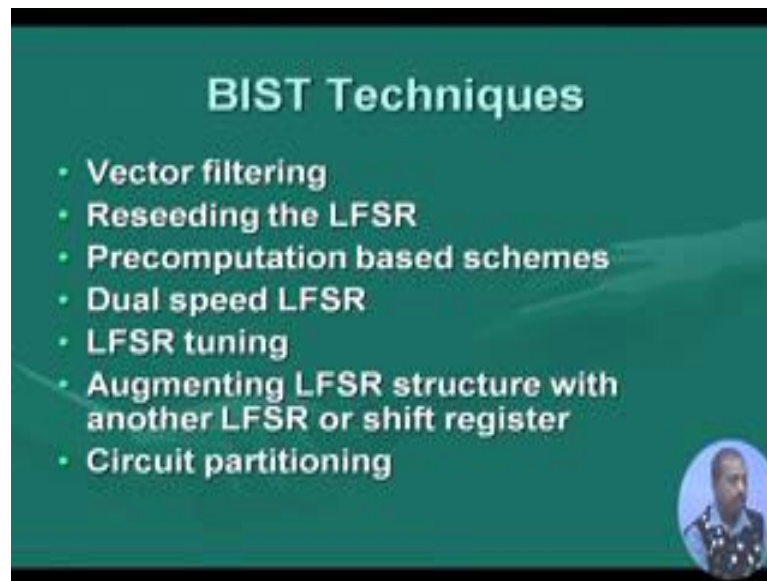 BIST Techniques
• Vector filtering
• Reseeding the LFSR
• Precomputation based schemes
• Dual speed LFSR
• LFSR tuning
• Augmenting LFSR structure with
another LFSR or shift register
• Circuit partitioning